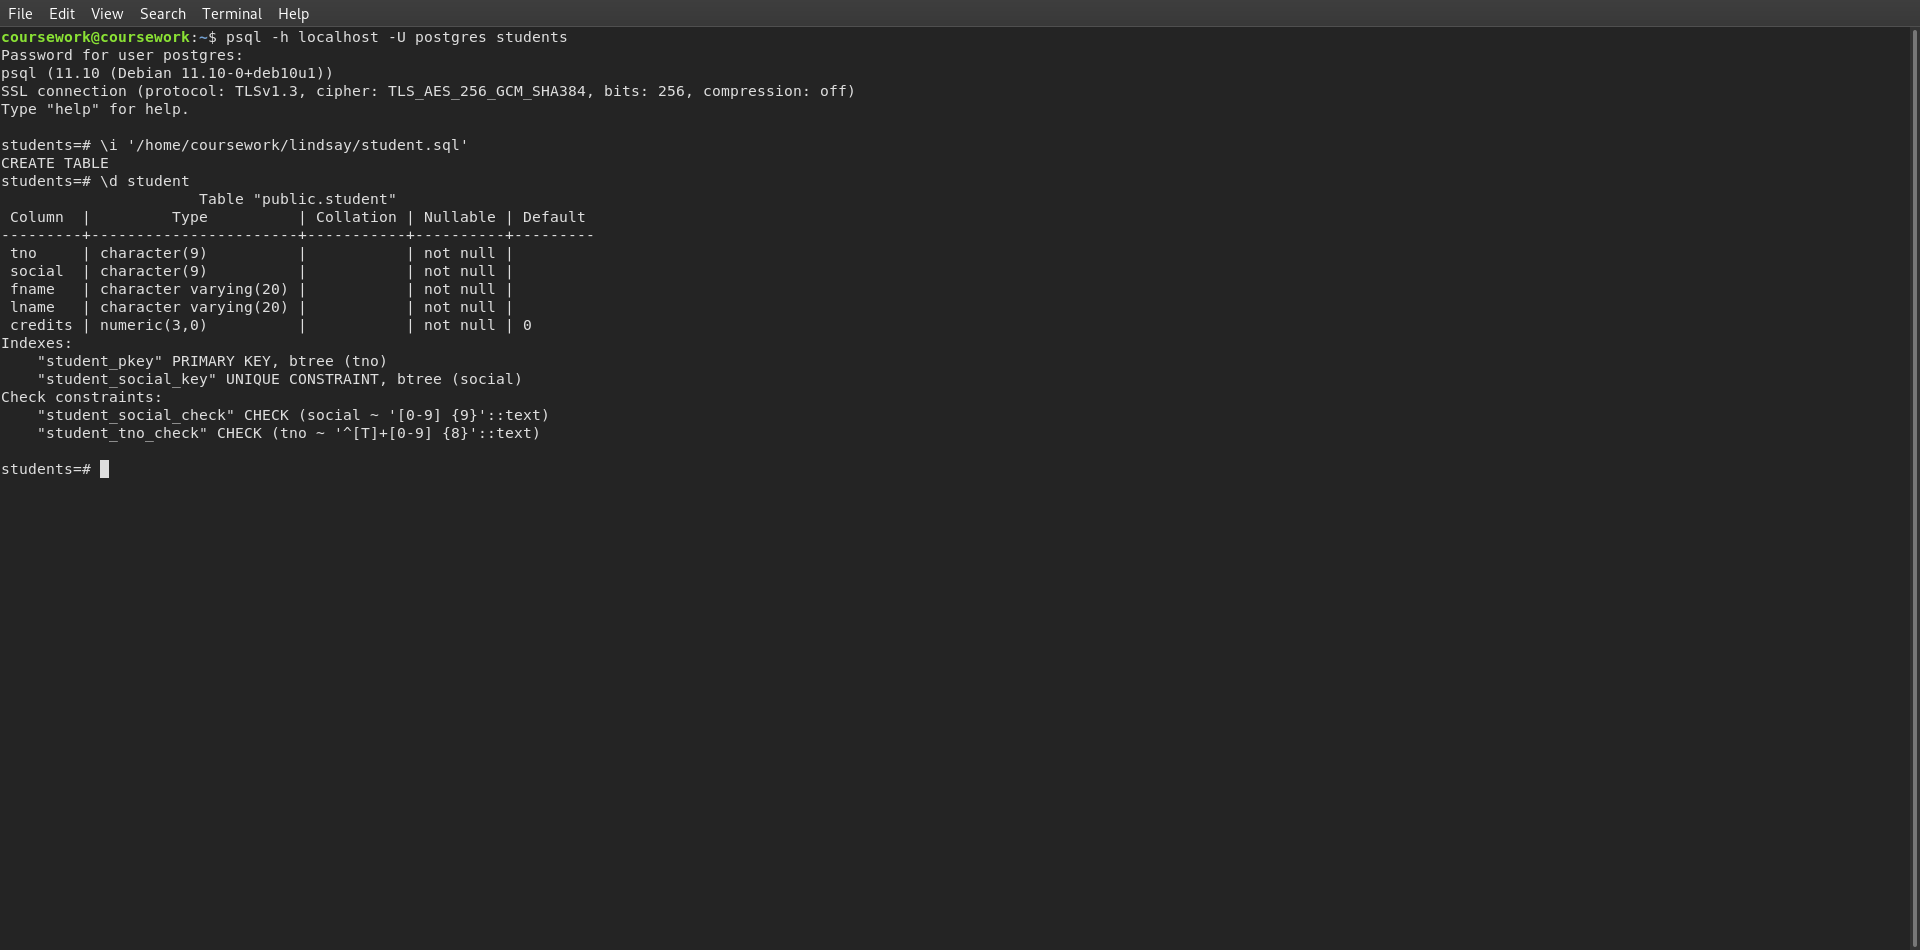 File Edit View Search Terminal Help
coursework@coursework:~$ psql -h localhost -U postgres students
Password for user postgres:
psql (11.10 (Debian 11.10-0+deb10u1))
SSL connection (protocol: TLSv1.3, cipher: TLS_AES_256_GCM_SHA384, bits: 256, compression: off)
Type "help" for help.

students=# \i '/home/coursework/lindsay/student.sql'
CREATE TABLE
students=# \d student
                      Table "public.student"
 Column  |         Type          | Collation | Nullable | Default 
---------+-----------------------+-----------+----------+---------
 tno     | character(9)          |           | not null | 
 social  | character(9)          |           | not null | 
 fname   | character varying(20) |           | not null | 
 lname   | character varying(20) |           | not null | 
 credits | numeric(3,0)          |           | not null | 0
Indexes:
    "student_pkey" PRIMARY KEY, btree (tno)
    "student_social_key" UNIQUE CONSTRAINT, btree (social)
Check constraints:
    "student_social_check" CHECK (social ~ '[0-9] {9}'::text)
    "student_tno_check" CHECK (tno ~ '^[T]+[0-9] {8}'::text)

students=#